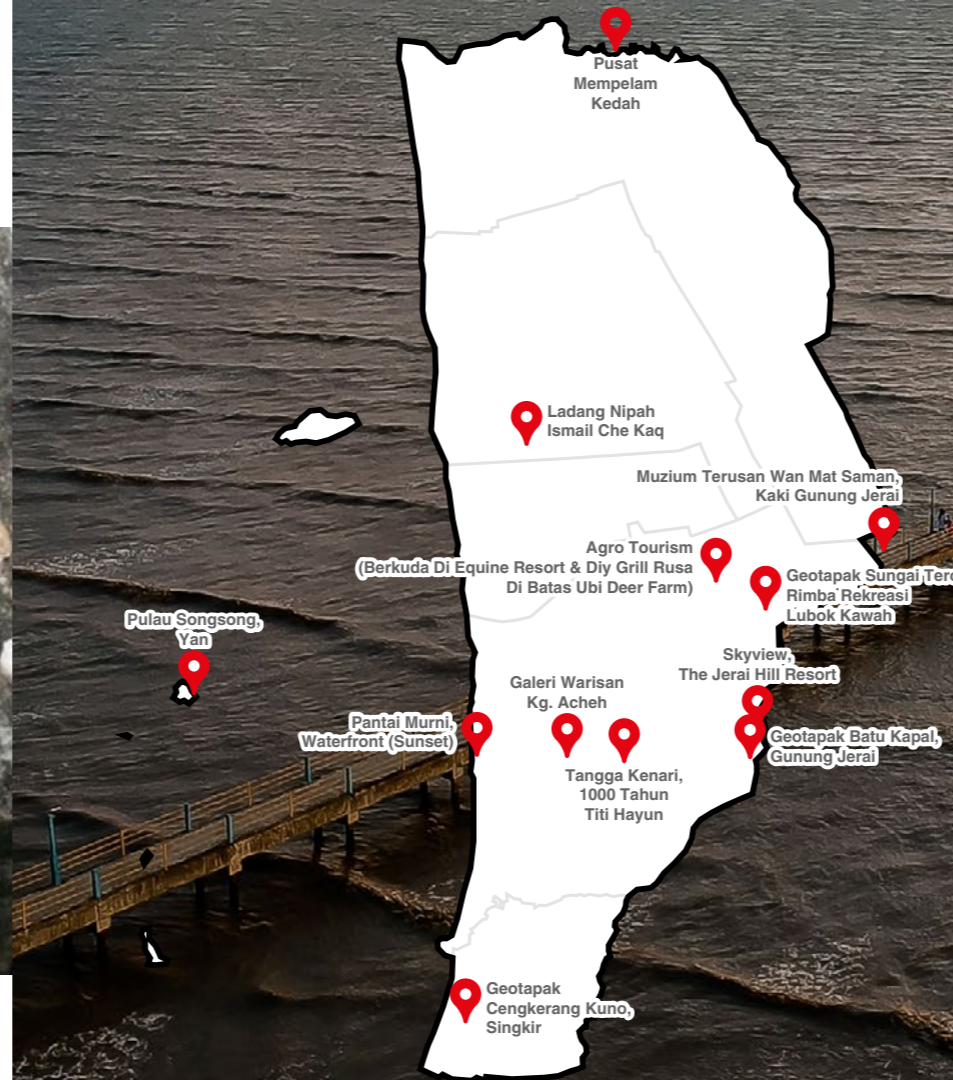 Pusat
Mempelam
Kedah
Ladang Nipah
Ismail Che Kaq
Muzium Terusan Wan Mat Saman,
Kaki Gunung Jerai
Agro Tourism
(Berkuda Di Equine Resort & Diy Grill Rusa
Di Batas Ubi Deer Farm)
Geotapak Sungai
Rimba Rekreasi
Lubok Kawah
Pulau Songsong,
Yan
Skyview,
The Jerai Hill Resort
Galeri Warisan
Kg. Acheh
Pantai Murni,
Waterfront (Sunset)
Geotapak Batu Kapal,
Gunung Jerai
Tangga Kenari,
1000 Tahun
Titi Hayun
Geotapak
Cengkerang Kuno,
Singkir